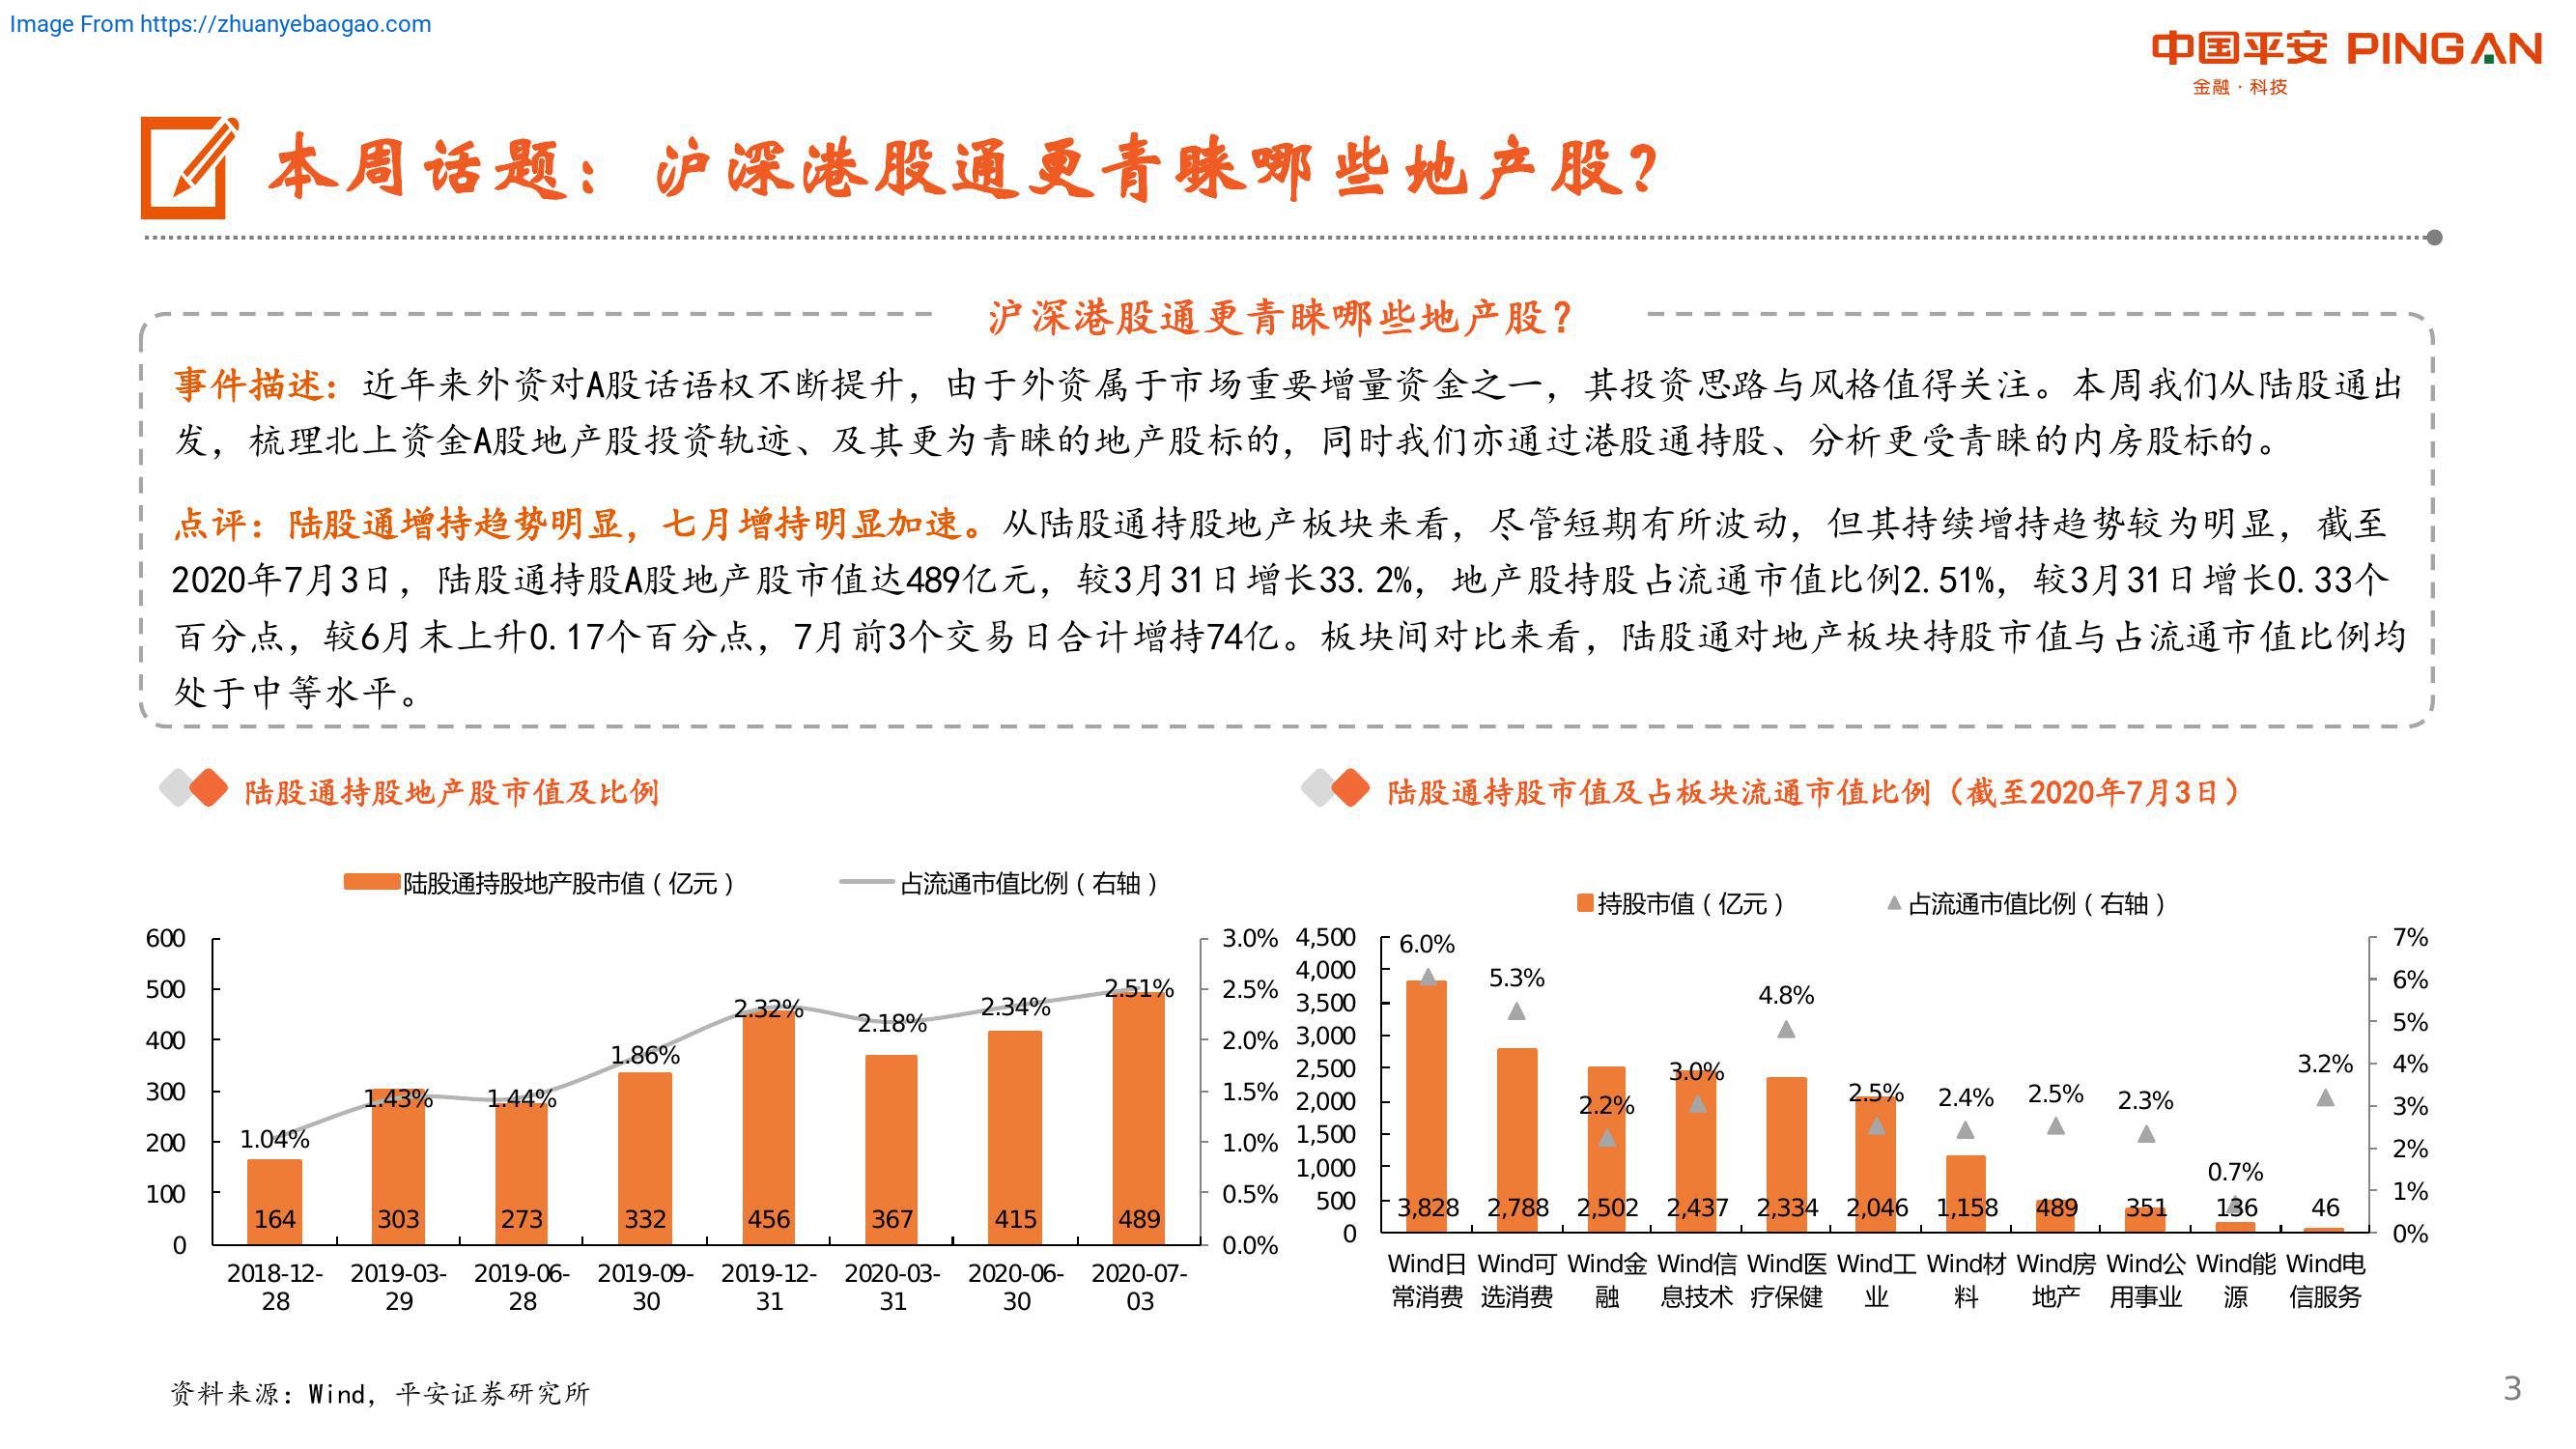 Image From https://zhuanyebaogao.com
中国平安 PINGAN
金融·科技
本周话题：沪深港股通更青睐哪些地产股？
沪深港股通更青睐哪些地产股？
事件描述：近年来外资对A股话语权不断提升，由于外资属于市场重要增量资金之一，其投资思路与风格值得关注。本周我们从陆股通出
发，梳理北上资金A股地产股投资轨迹、及其更为青睐的地产股标的，同时我们亦通过港股通持股、分析更受青睐的内房股标的。
点评：陆股通增持趋势明显，七月增持明显加速。从陆股通持股地产板块来看，尽管短期有所波动，但其持续增持趋势较为明显，截至
2020年7月3日，陆股通持股A股地产股市值达489亿元，较3月31日增长33.2%，地产股持股占流通市值比例2.51%，较3月31日增长0.33个
百分点，较6月末上升0.17个百分点，7月前3个交易日合计增持74亿。板块间对比来看，陆股通对地产板块持股市值与占流通市值比例均
处于中等水平。
陆股通持股地产股市值及比例
陆股通持股地产股市值（亿元）
占流通市值比例（右轴）
600
500
400
300
200
100
0
3.0%
2.5%
2.0%
1.5%
1.0%
0.5%
0.0%
1.04%
1.43%
1.44%
1.86%
2.32%
2.18%
2.34%
2.51%
164
303
273
332
456
367
415
489
2018-12-
28
2019-03-
29
2019-06-
28
2019-09-
30
2019-12-
31
2020-03-
31
2020-06-
30
2020-07-
03
陆股通持股市值及占板块流通市值比例（截至2020年7月3日）
持股市值（亿元）
占流通市值比例（右轴）
4,500
4,000
3,500
3,000
2,500
2,000
1,500
1,000
500
0
7%
6%
5%
4%
3%
2%
1%
0%
6.0%
5.3%
2.2%
3.0%
4.8%
2.5%
2.4%
2.5%
2.3%
0.7%
3.2%
3,828
2,788
2,502
2,437
2,334
2,046
1,158
489
351
136
46
Wind日
常消费
Wind可
选消费
Wind金
融
Wind信
息技术
Wind医
疗保健
Wind工
业
Wind材
料
Wind房
地产
Wind公
用事业
Wind能
源
Wind电
信服务
资料来源：Wind，平安证券研究所
3